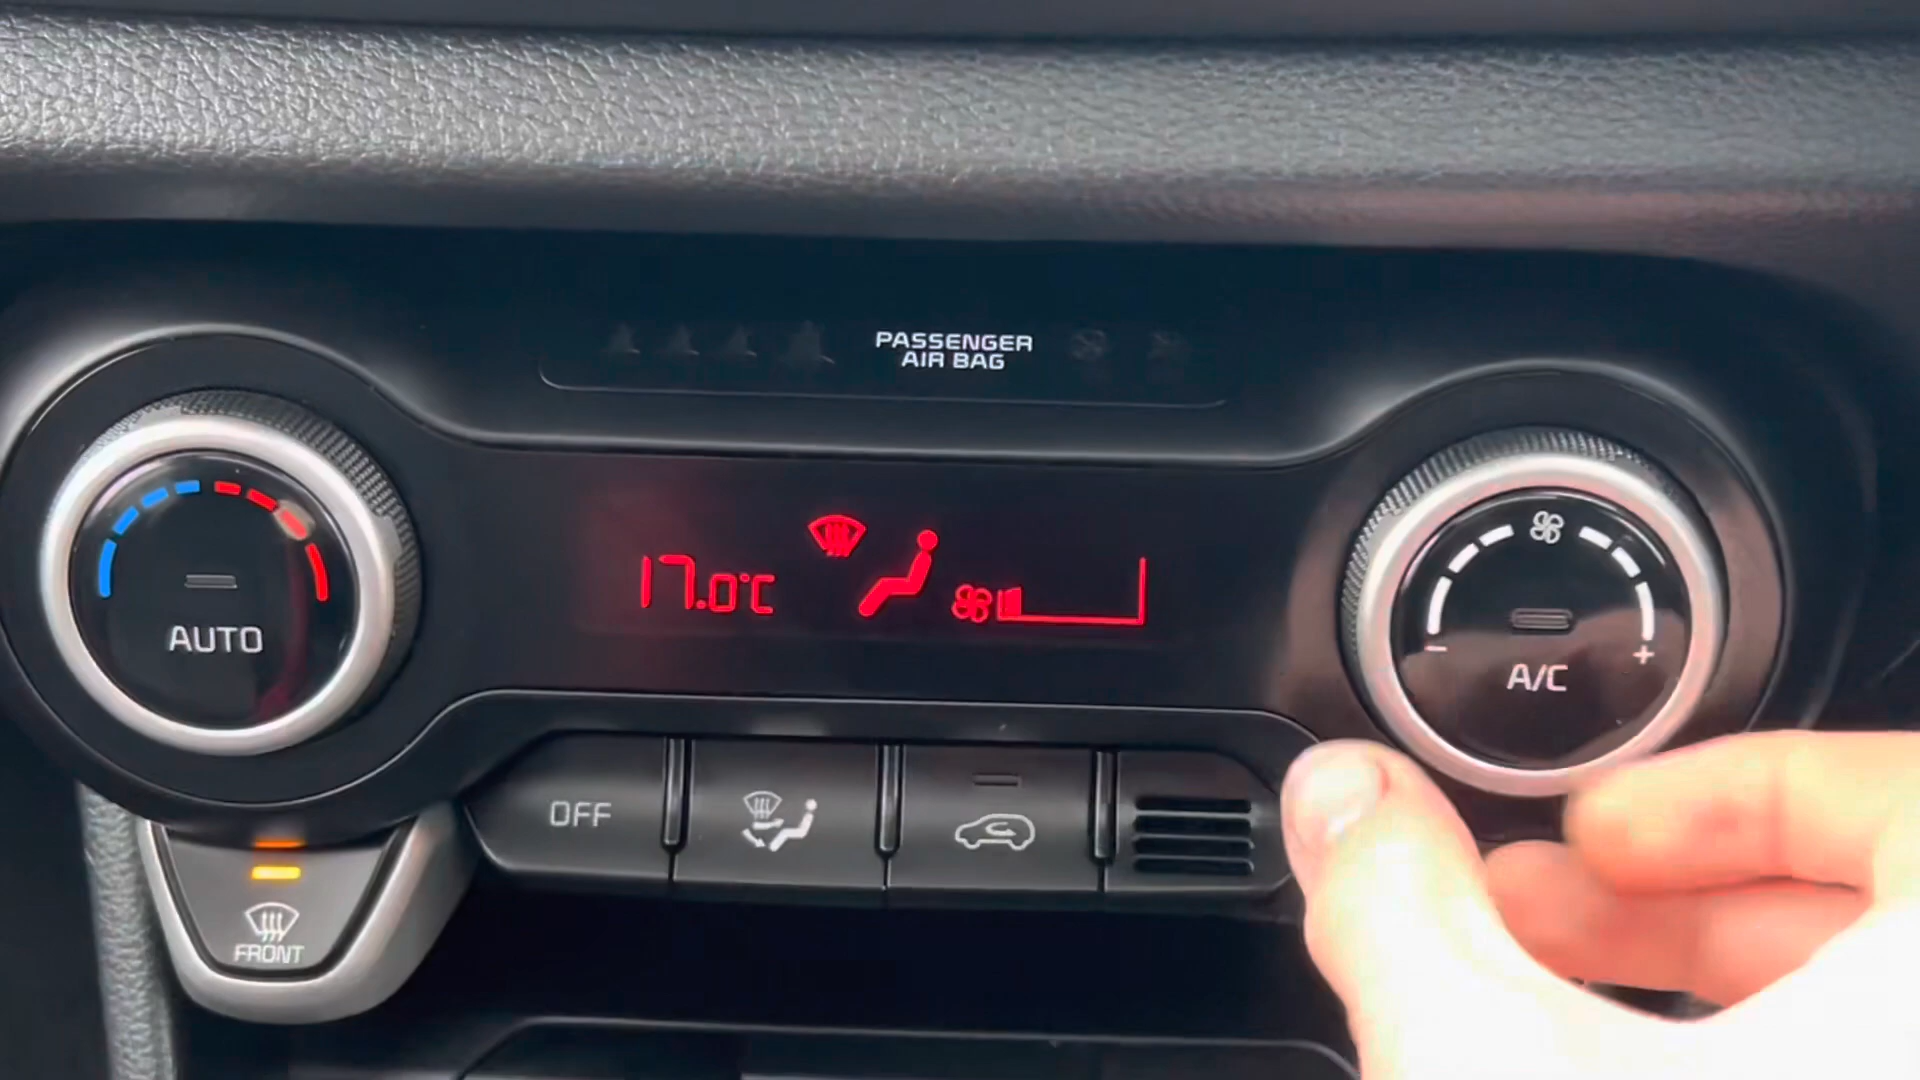 PASSENGER
AIR BAG
17.0°C
AUTO
- +
A/C
OFF
FRONT